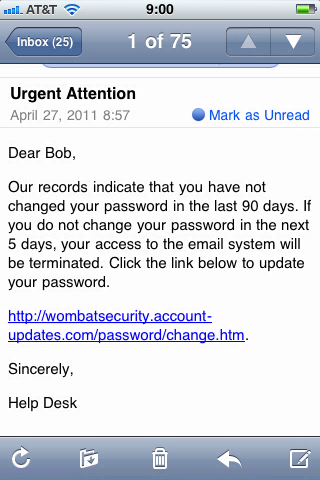 AT&T 9:00
Inbox (25) 1 of 75
Urgent Attention
April 27, 2011 8:57 Mark as Unread
Dear Bob,
Our records indicate that you have not
changed your password in the last 90 days. If
you do not change your password in the next
5 days, your access to the email system will
be terminated. Click the link below to update
your password.
http://wombatsecurity.account-
updates.com/password/change.htm.
Sincerely,
Help Desk